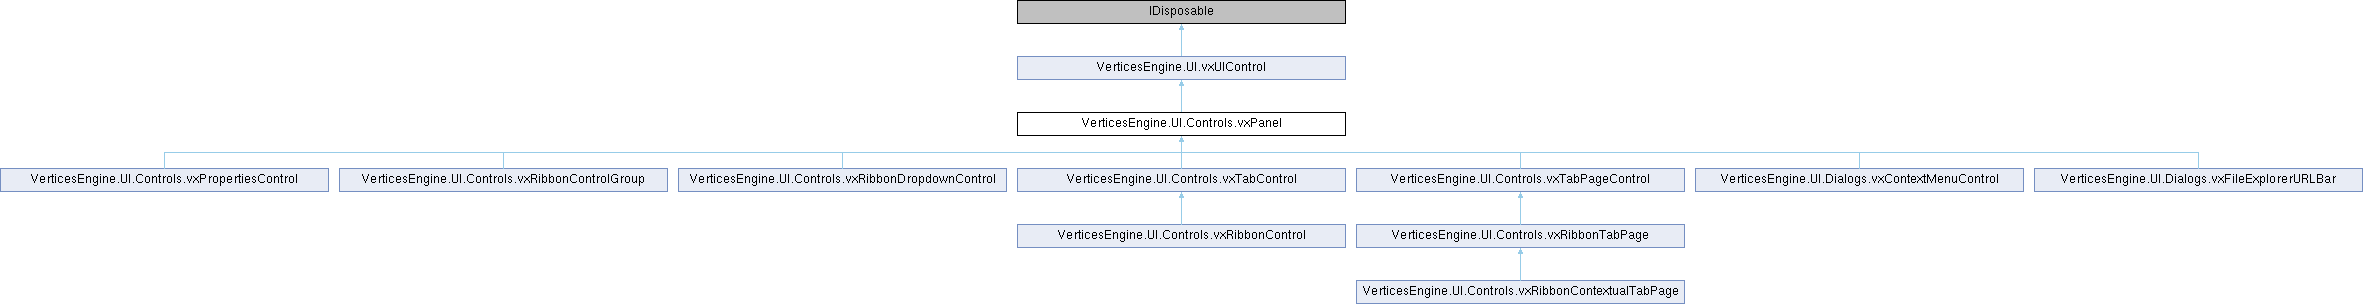 IDisposable
VerticesEngine.UI.vxUIControl
VerticesEngine.UI.Controls.vxPanel
VerticesEngine.UI.Controls.vxPropertiesControl
VerticesEngine.UI.Controls.vxRibbonControlGroup
VerticesEngine.UI.Controls.vxRibbonDropdownControl
VerticesEngine.UI.Controls.vxTabControl
VerticesEngine.UI.Controls.vxTabPageControl
VerticesEngine.UI.Dialogs.vxContextMenuControl
VerticesEngine.UI.Dialogs.vxFileExplorerURLBar
VerticesEngine.UI.Controls.vxRibbonControl
VerticesEngine.UI.Controls.vxRibbonTabPage
VerticesEngine.UI.Controls.vxRibbonContextualTabPage